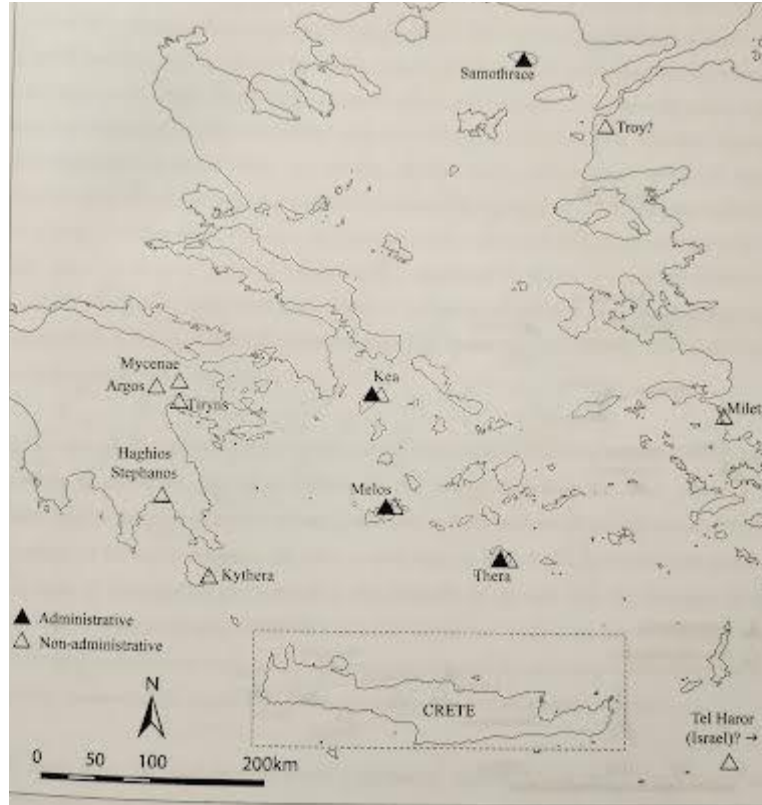 Samothrace
Troy?
Mycenae
Argos
Tiryns
Kea
Milet
Haghios
Stephanos
Melos
Kythera
Thera
Administrative
Non-administrative
N
0 50 100 200km
CRETE
Tel Haror
(Israel)? →